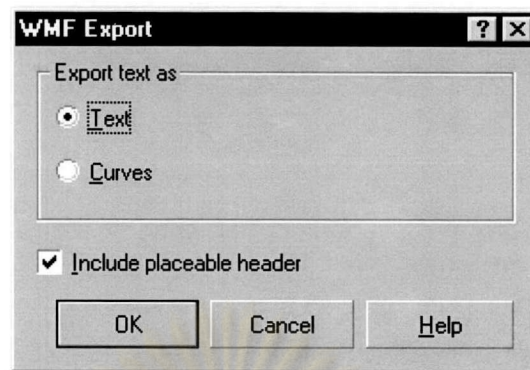 WMF Export ? X
Export text as
Text
Curves
Include placeable header
OK Cancel Help